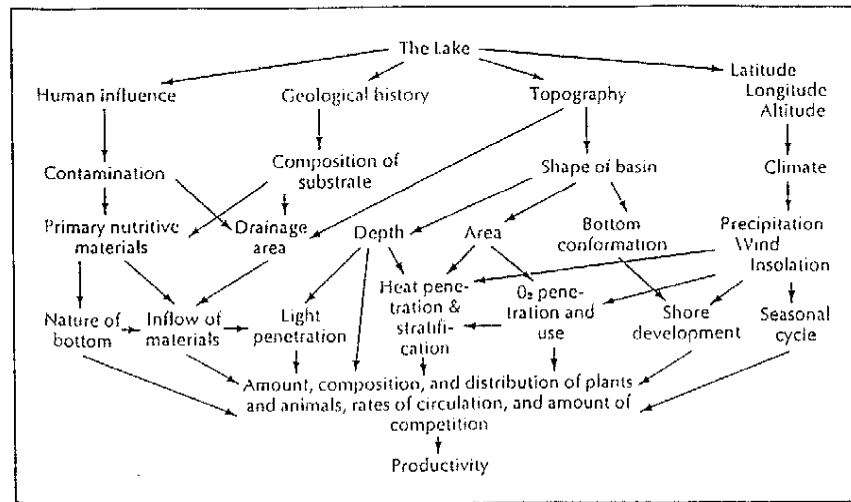 The Lake
Human influence
Geological history
Topography
Latitude
Longitude
Altitude
Contamination
Composition of
substrate
Shape of basin
Climate
Primary nutritive
materials
Drainage
area
Depth
Area
Bottom
conformation
Precipitation
Wind
Insolation
Nature of
bottom
Inflow of
materials
Light
penetration
Heat pene-
tration &
stratifi-
cation
O₂ pene-
tration and
use
Shore
development
Seasonal
cycle
Amount, composition, and distribution of plants
and animals, rates of circulation, and amount of
competition
Productivity